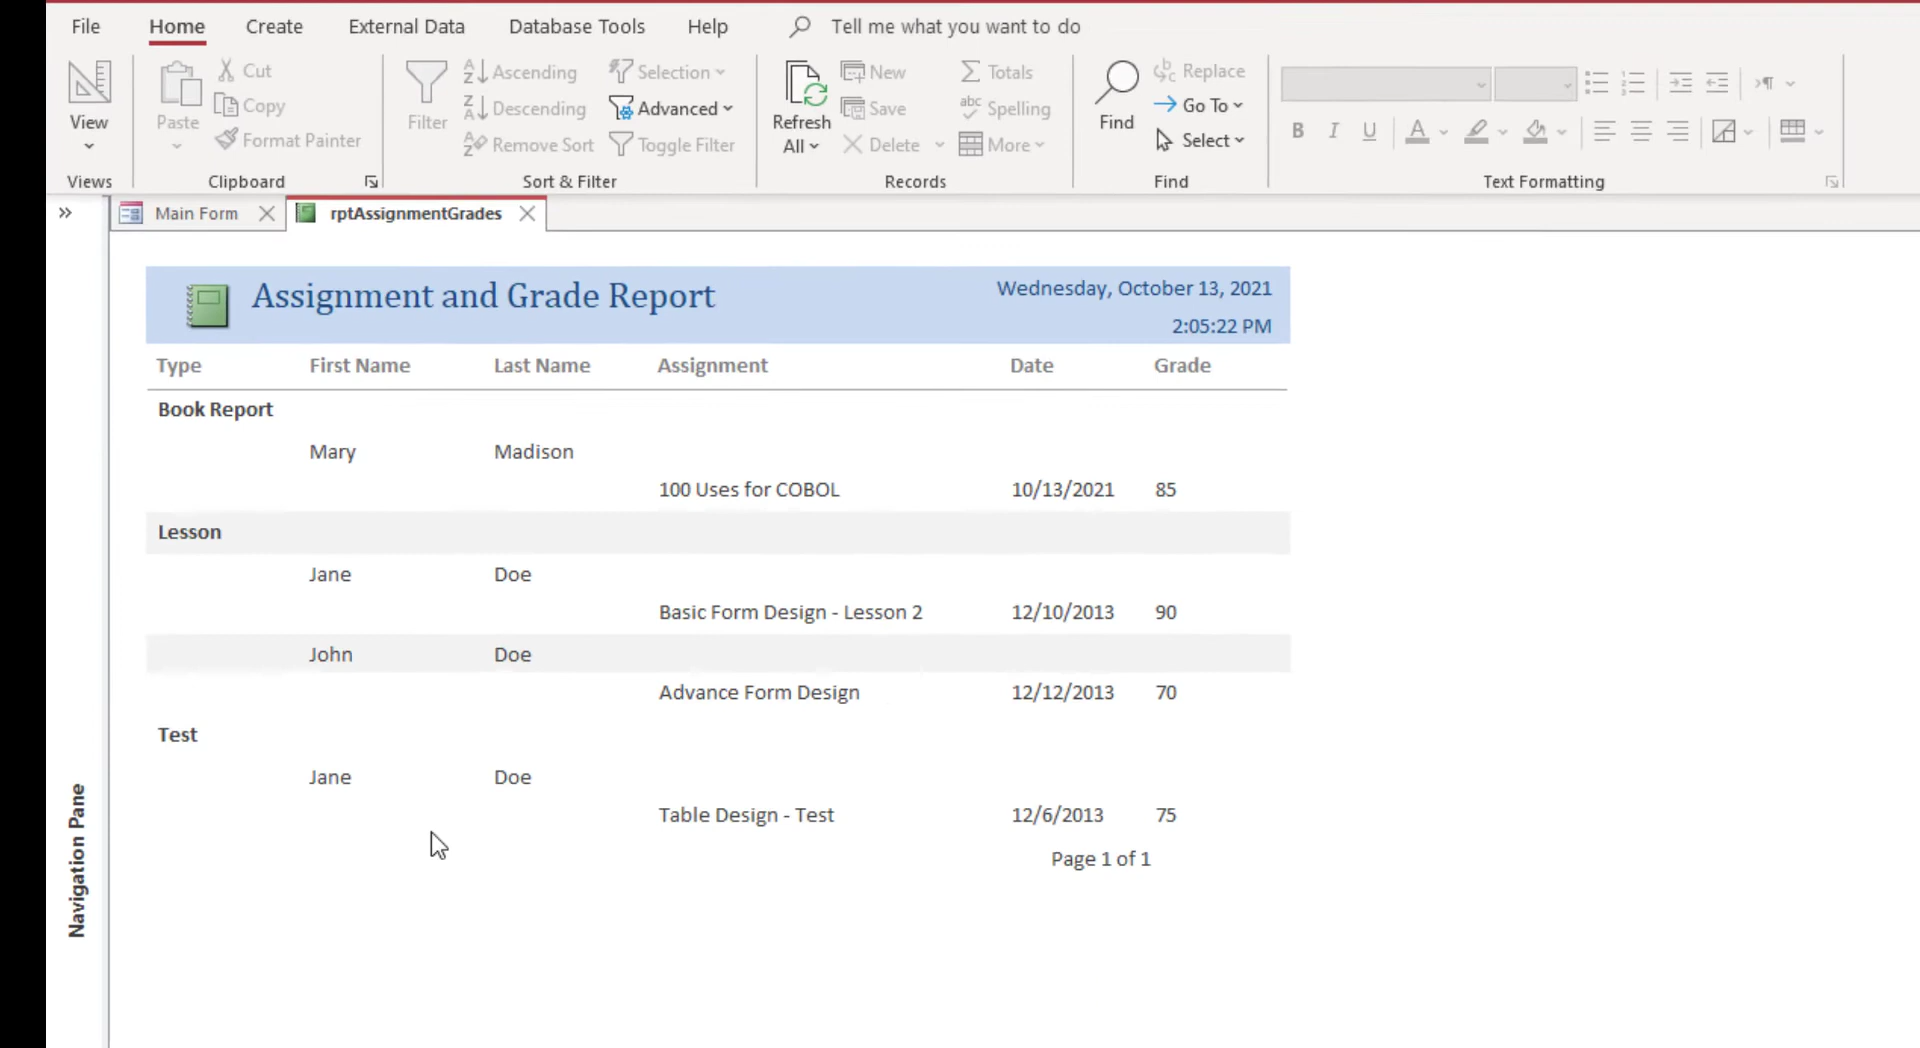 File Home Create External Data Database Tools Help Tell me what you want to do
View
Views
Paste
Cut
Copy
Format Painter
Clipboard
Filter
Ascending
Descending
Remove Sort
Selection
Advanced
Toggle Filter
Sort & Filter
Refresh
All
New
Save
Delete
Totals
Spelling
More
Records
Find
Replace
Go To
Select
Find
B I U
Text Formatting
Main Form rptAssignmentGrades
Navigation Pane
Assignment and Grade Report
Wednesday, October 13, 2021
2:05:22 PM
Type First Name Last Name Assignment Date Grade
Book Report
Mary Madison
100 Uses for COBOL 10/13/2021 85
Lesson
Jane Doe
Basic Form Design - Lesson 2 12/10/2013 90
John Doe
Advance Form Design 12/12/2013 70
Test
Jane Doe
Table Design - Test 12/6/2013 75
Page 1 of 1